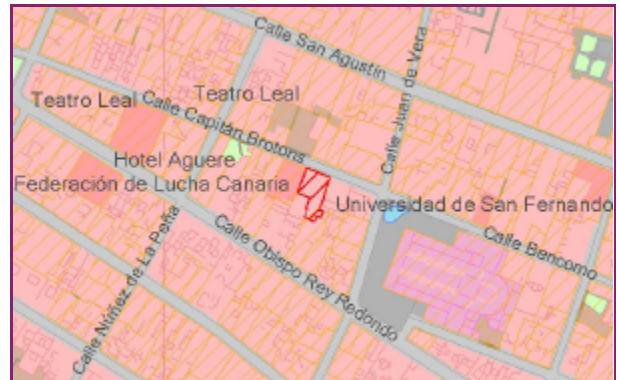 Calle San Agustín
Calle Juan de Vera
Teatro Leal
Teatro Leal
Calle Capitán Brotons
Hotel Aguere
Federación de Lucha Canaria
Universidad de San Fernando
Calle Bencomo
Calle Obispo Rey Redondo
Calle Núñez de La Peña